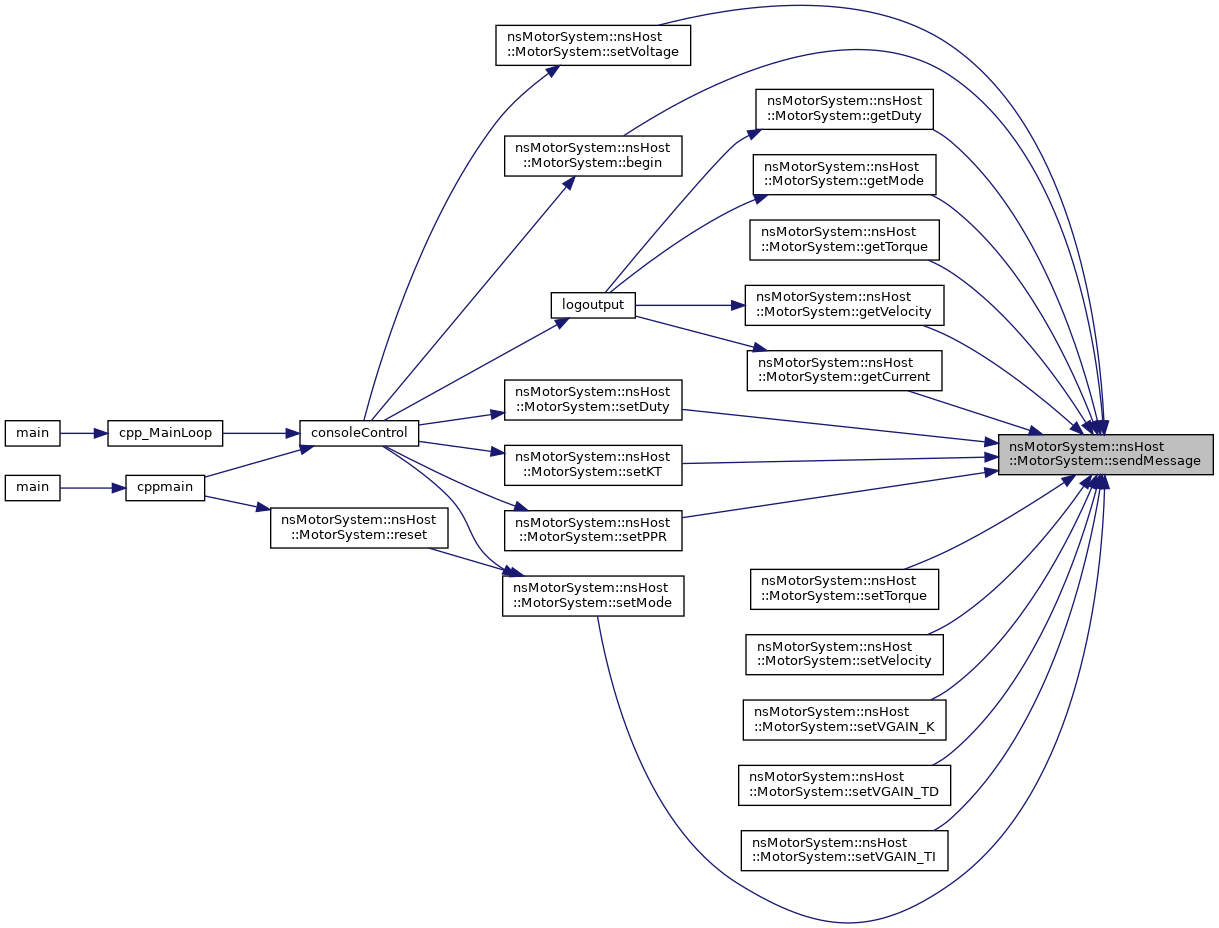 nsMotorSystem::nsHost
::MotorSystem::setVoltage
nsMotorSystem::nsHost
::MotorSystem::getDuty
nsMotorSystem::nsHost
::MotorSystem::begin
nsMotorSystem::nsHost
::MotorSystem::getMode
nsMotorSystem::nsHost
::MotorSystem::getTorque
nsMotorSystem::nsHost
::MotorSystem::getVelocity
logoutput
nsMotorSystem::nsHost
::MotorSystem::getCurrent
nsMotorSystem::nsHost
::MotorSystem::setDuty
main
cpp_MainLoop
consoleControl
nsMotorSystem::nsHost
::MotorSystem::sendMessage
nsMotorSystem::nsHost
::MotorSystem::setKT
main
cppmain
nsMotorSystem::nsHost
::MotorSystem::reset
nsMotorSystem::nsHost
::MotorSystem::setPPR
nsMotorSystem::nsHost
::MotorSystem::setMode
nsMotorSystem::nsHost
::MotorSystem::setTorque
nsMotorSystem::nsHost
::MotorSystem::setVelocity
nsMotorSystem::nsHost
::MotorSystem::setVGAIN_K
nsMotorSystem::nsHost
::MotorSystem::setVGAIN_TD
nsMotorSystem::nsHost
::MotorSystem::setVGAIN_TI